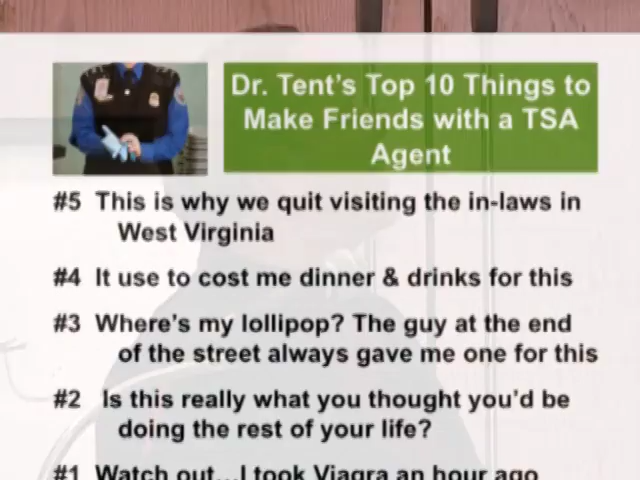 Dr. Tent's Top 10 Things to
Make Friends with a TSA
Agent
#5 This is why we quit visiting the in-laws in
West Virginia
#4 It use to cost me dinner & drinks for this
#3 Where's my lollipop? The guy at the end
of the street always gave me one for this
#2 Is this really what you thought you'd be
doing the rest of your life?
#1 Watch out...I took Viagra an hour ago